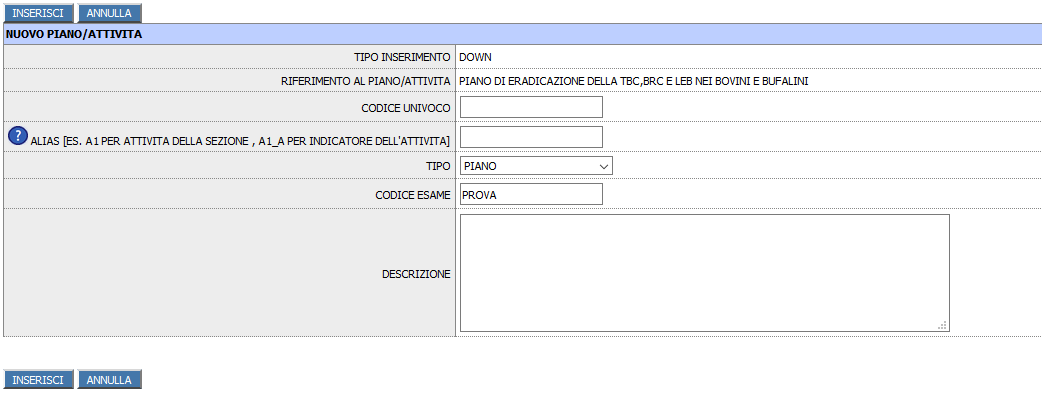 INSERISCI ANNULLA
NUOVO PIANO/ATTIVITA
TIPO INSERIMENTO DOWN
RIFERIMENTO AL PIANO/ATTIVITA PIANO DI ERADICAZIONE DELLA TBC,BRC E LEB NEI BOVINI E BUFALINI
CODICE UNIVOCO
? ALIAS [ES. A1 PER ATTIVITA DELLA SEZIONE , A1_A PER INDICATORE DELL'ATTIVITA]
TIPO PIANO
CODICE ESAME PROVA
DESCRIZIONE
INSERISCI ANNULLA